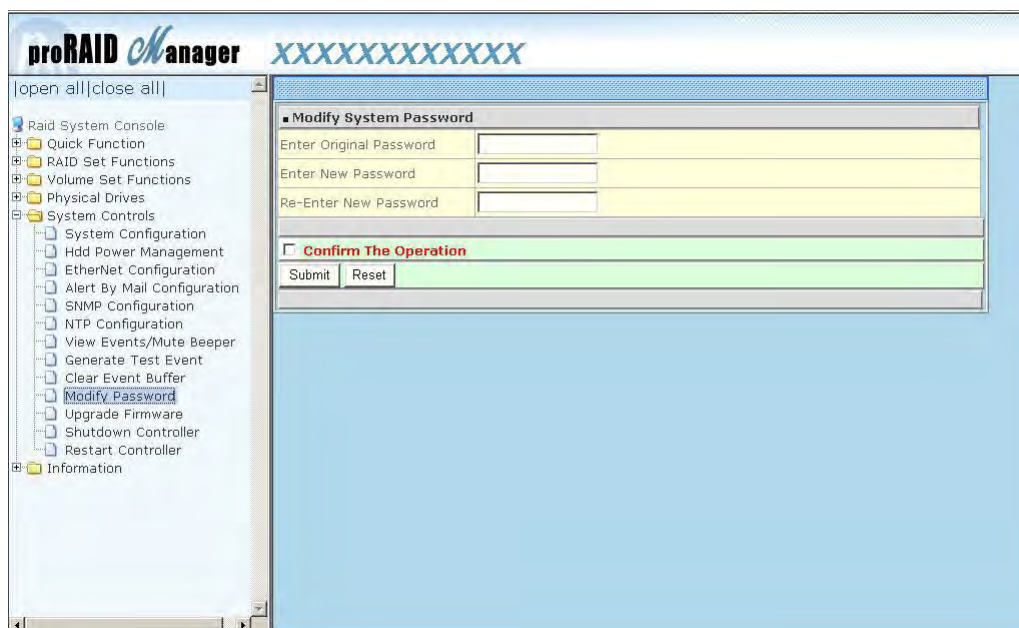 proRAID Manager XXXXXXXXXXXX
|open all|close all|
Raid System Console
Quick Function
RAID Set Functions
Volume Set Functions
Physical Drives
System Controls
System Configuration
Hdd Power Management
EtherNet Configuration
Alert By Mail Configuration
SNMP Configuration
NTP Configuration
View Events/Mute Beeper
Generate Test Event
Clear Event Buffer
Modify Password
Upgrade Firmware
Shutdown Controller
Restart Controller
Information
Modify System Password
Enter Original Password
Enter New Password
Re-Enter New Password
Confirm The Operation
Submit Reset